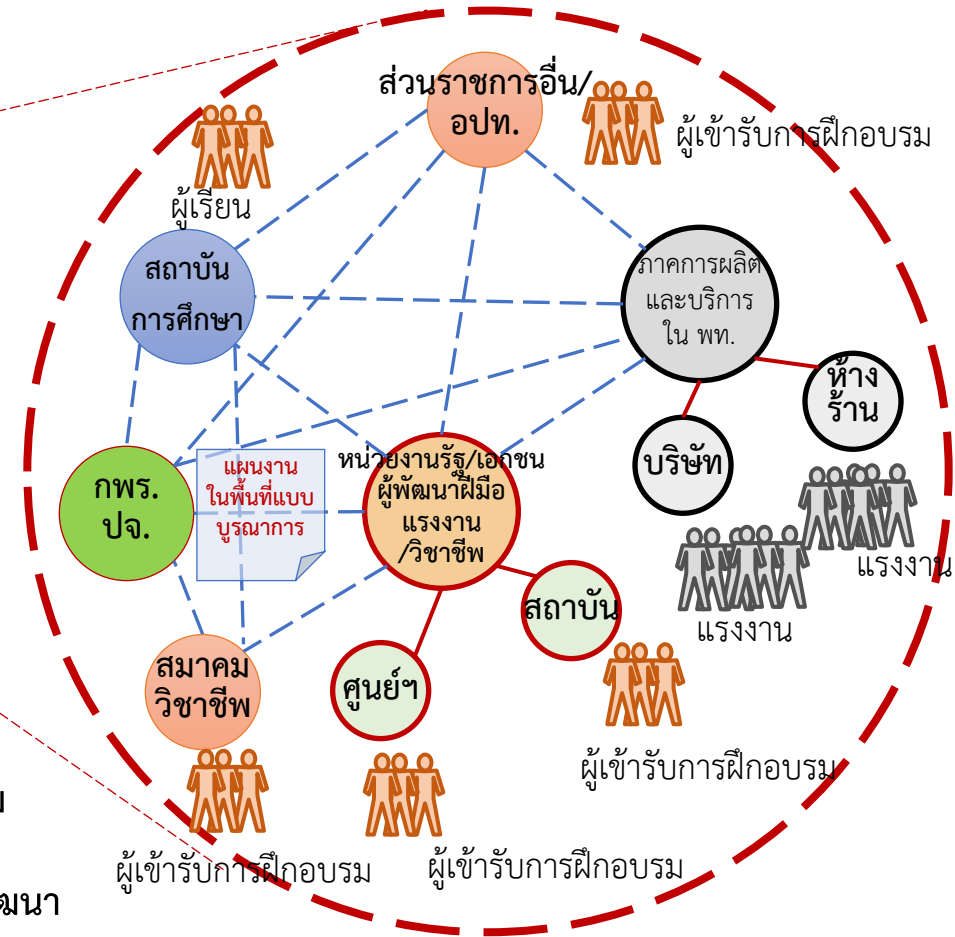 ส่วนราชการอื่น/
อปท.
ผู้เข้ารับการฝึกอบรม
ผู้เรียน
สถาบัน
การศึกษา
ภาคการผลิต
และบริการ
ใน พท.
ห้าง
ร้าน
บริษัท
แรงงาน
แรงงาน
กพร.
ปจ.
แผนงาน
ในพื้นที่แบบ
บูรณาการ
หน่วยงานรัฐ/เอกชน
ผู้พัฒนาฝีมือ
แรงงาน
/วิชาชีพ
สถาบัน
ศูนย์ฯ
สมาคม
วิชาชีพ
ผู้เข้ารับการฝึกอบรม
ผู้เข้ารับการฝึกอบรม
ผู้เข้ารับการฝึกอบรม